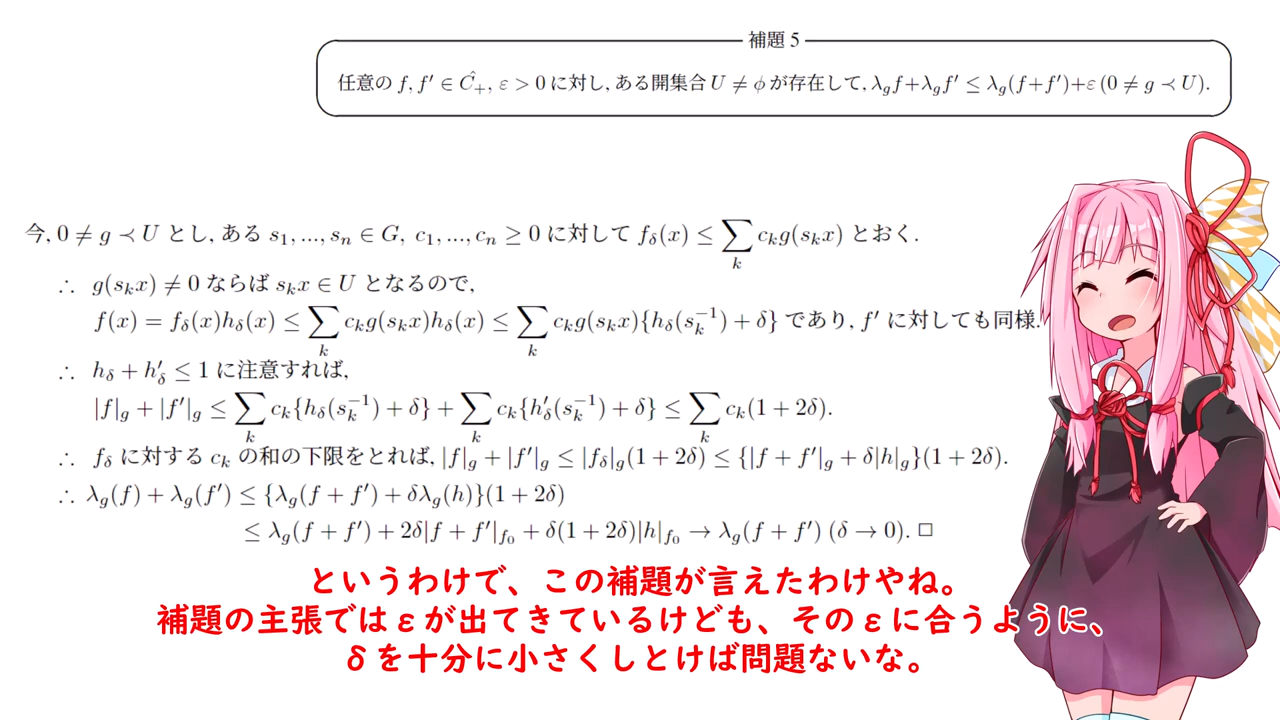 補題 5
任意の f, f′ ∈ Ĉ₊, ε > 0 に対し, ある開集合 U ≠ ϕ が存在して, λ_g f+λ_g f′ ≤ λ_g(f+f′)+ε (0 ≠ g ≺ U).
今, 0 ≠ g ≺ U とし, ある s₁, ..., sₙ ∈ G, c₁, ..., cₙ ≥ 0 に対して f_δ(x) ≤ ∑_k c_k g(s_k x) とおく.
∴ g(s_k x) ≠ 0 ならば s_k x ∈ U となるので,
f(x) = f_δ(x)h_δ(x) ≤ ∑_k c_k g(s_k x)h_δ(x) ≤ ∑_k c_k g(s_k x){h_δ(s_k⁻¹) + δ} であり, f′ に対しても同様.
∴ h_δ + h′_δ ≤ 1 に注意すれば,
|f|_g + |f′|_g ≤ ∑_k c_k{h_δ(s_k⁻¹) + δ} + ∑_k c_k{h′_δ(s_k⁻¹) + δ} ≤ ∑_k c_k(1 + 2δ).
∴ f_δ に対する c_k の和の下限をとれば, |f|_g + |f′|_g ≤ |f_δ|_g(1 + 2δ) ≤ {|f + f′|_g + δ|h|_g}(1 + 2δ).
∴ λ_g(f) + λ_g(f′) ≤ {λ_g(f + f′) + δλ_g(h)}(1 + 2δ)
≤ λ_g(f + f′) + 2δ|f + f′|_{f₀} + δ(1 + 2δ)|h|_{f₀} → λ_g(f + f′) (δ → 0). □
というわけで、この補題が言えたわけやね。
補題の主張ではεが出てきているけども、そのεに合うように、
δを十分に小さくしとけば問題ないな。